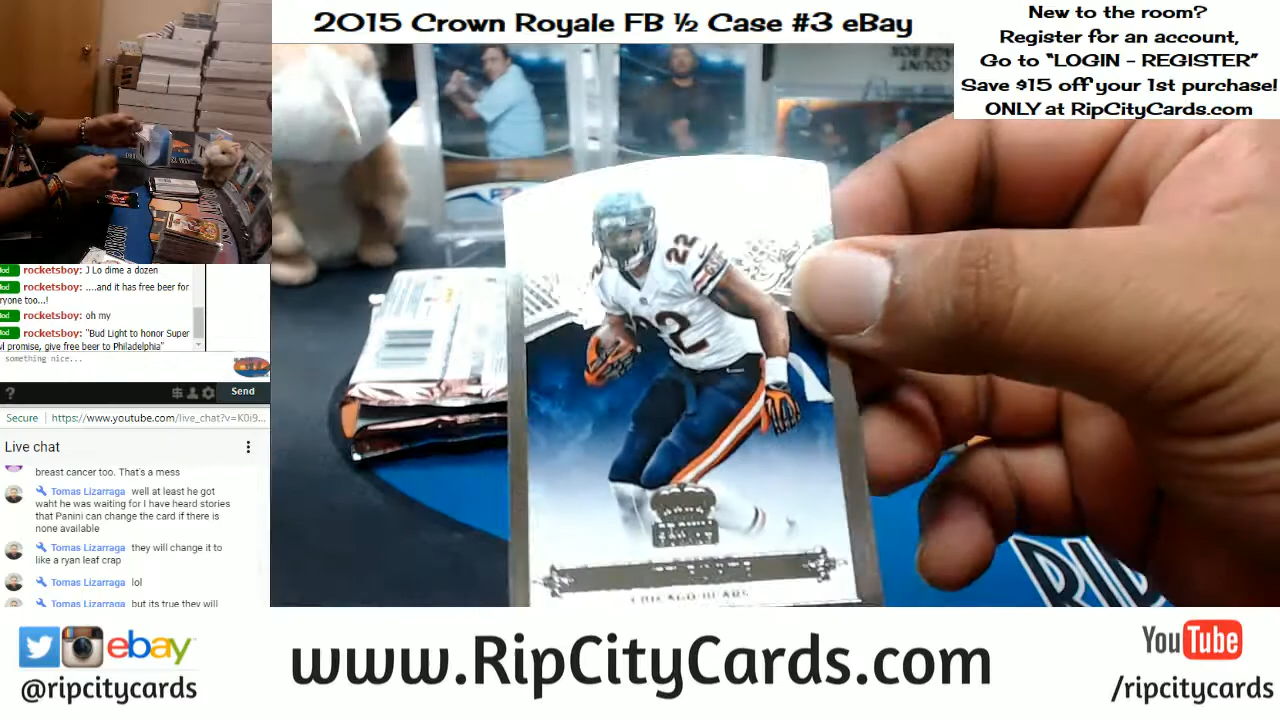 2015 Crown Royale FB ½ Case #3 eBay
New to the room?
Register for an account,
Go to “LOGIN - REGISTER”
Save $15 off your 1st purchase!
ONLY at RipCityCards.com
rocketsboy: J Lo dime a dozen
rocketsboy: ....and it has free beer for
ryone too...!
rocketsboy: oh my
rocketsboy: "Bud Light to honor Super
wl promise, give free beer to Philadelphia"
something nice...
?
Send
Secure https://www.youtube.com/live_chat?v=K0i9...
Live chat
breast cancer too. That's a mess
Tomas Lizarraga well at least he got
waht he was waiting for I have heard stories
that Panini can change the card if there is
none available
Tomas Lizarraga they will change it to
like a ryan leaf crap
Tomas Lizarraga lol
Tomas Lizarraga but its true they will
COUNT
BOX
22
22
CHICAGO BEARS
RIP
ebay
@ripcitycards
www.RipCityCards.com
YouTube
/ripcitycards